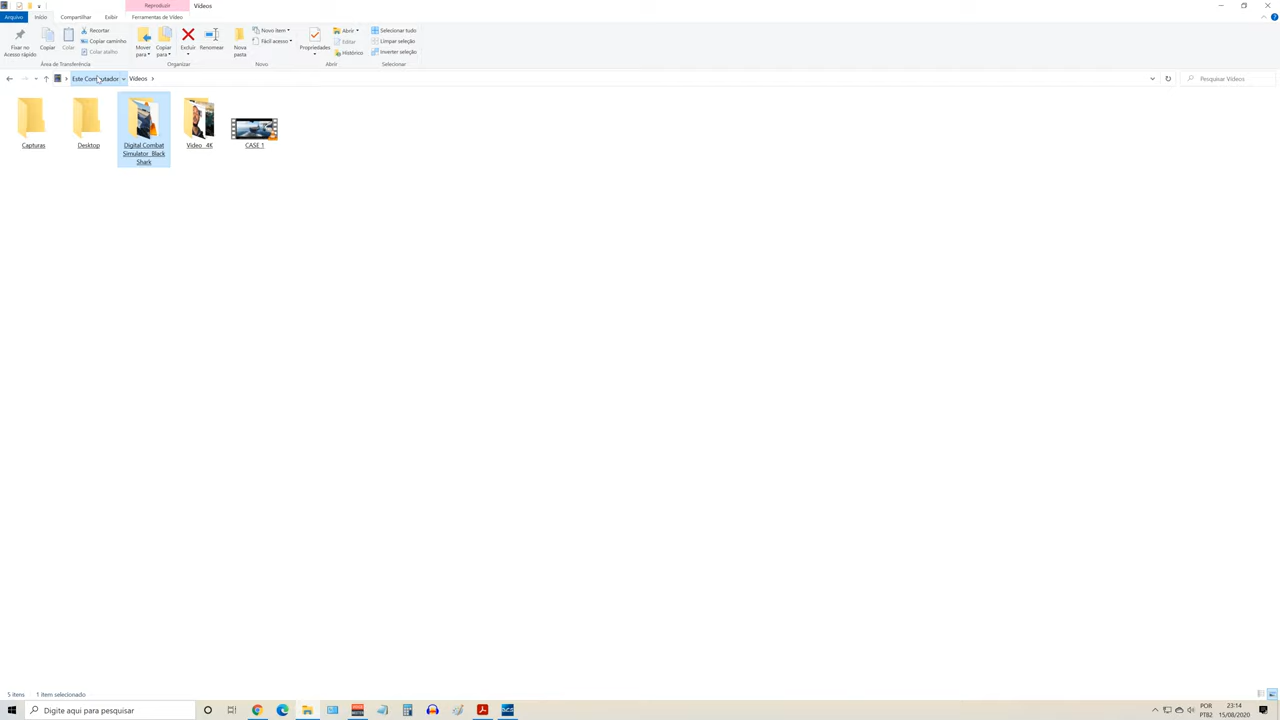 Reproduzir
Vídeos
Arquivo
Início
Compartilhar
Exibir
Ferramentas de Vídeo
Fixar no
Acesso rápido
Copiar
Colar
Recortar
Copiar caminho
Colar atalho
Área de Transferência
Mover
para
Copiar
para
Excluir
Renomear
Organizar
Nova
pasta
Novo item
Fácil acesso
Novo
Propriedades
Abrir
Editar
Histórico
Abrir
Selecionar tudo
Limpar seleção
Inverter seleção
Selecionar
Este Computador
Vídeos
Pesquisar Vídeos
Capturas
Desktop
Digital Combat
Simulator Black
Shark
Video 4K
CASE 1
5 itens
1 item selecionado
Digite aqui para pesquisar
POR
PTB2
23:14
15/08/2020